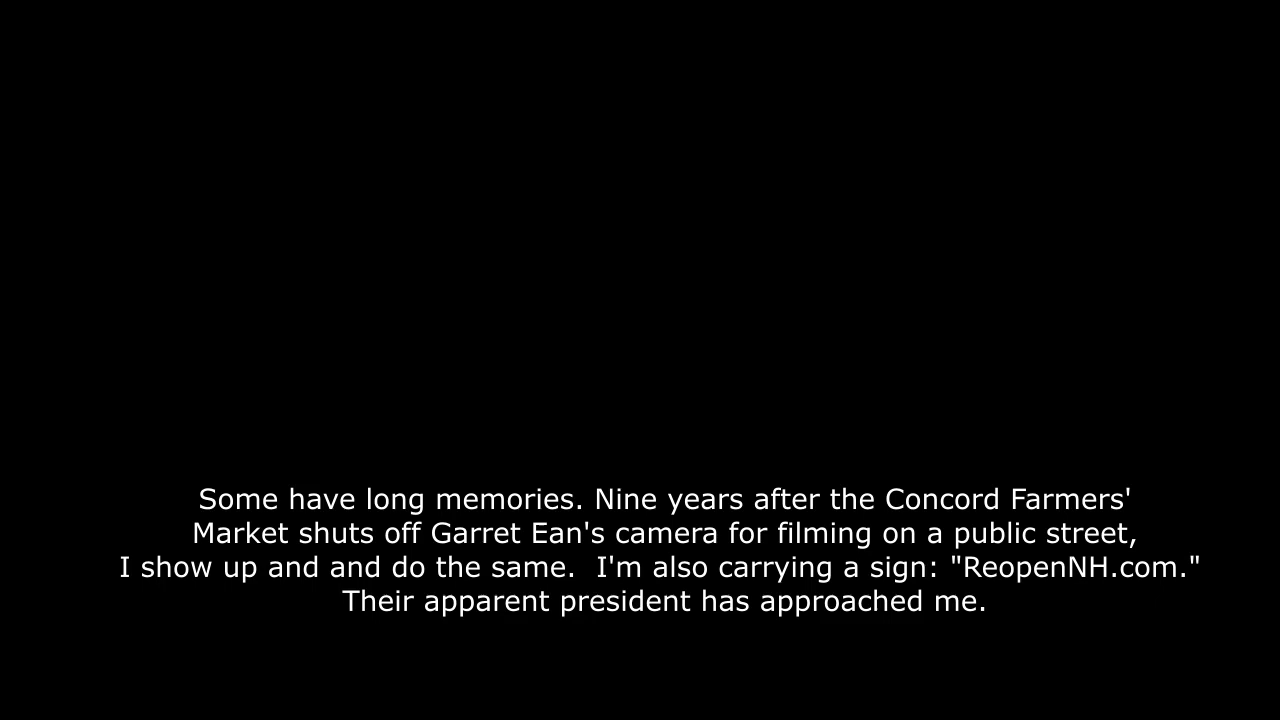 Some have long memories. Nine years after the Concord Farmers'
Market shuts off Garret Ean's camera for filming on a public street,
I show up and and do the same.  I'm also carrying a sign: "ReopenNH.com."
Their apparent president has approached me.